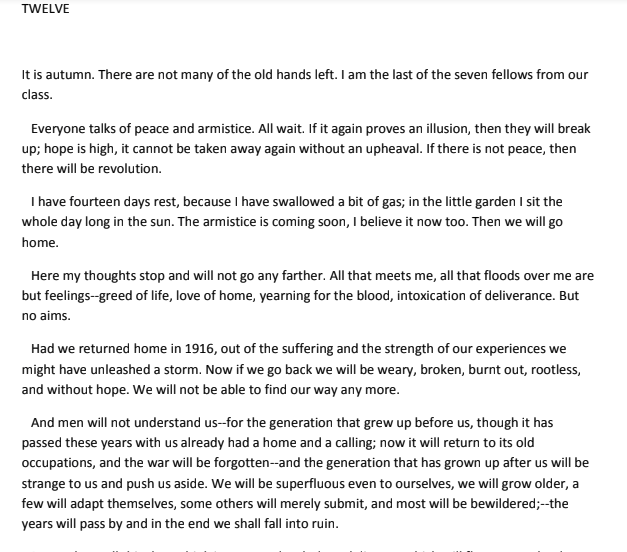 TWELVE
It is autumn. There are not many of the old hands left. I am the last of the seven fellows from our
class.
Everyone talks of peace and armistice. All wait. If it again proves an illusion, then they will break
up; hope is high, it cannot be taken away again without an upheaval. If there is not peace, then
there will be revolution.
I have fourteen days rest, because I have swallowed a bit of gas; in the little garden I sit the
whole day long in the sun. The armistice is coming soon, I believe it now too. Then we will go
home.
Here my thoughts stop and will not go any farther. All that meets me, all that floods over me are
but feelings--greed of life, love of home, yearning for the blood, intoxication of deliverance. But
no aims.
Had we returned home in 1916, out of the suffering and the strength of our experiences we
might have unleashed a storm. Now if we go back we will be weary, broken, burnt out, rootless,
and without hope. We will not be able to find our way any more.
And men will not understand us--for the generation that grew up before us, though it has
passed these years with us already had a home and a calling; now it will return to its old
occupations, and the war will be forgotten--and the generation that has grown up after us will be
strange to us and push us aside. We will be superfluous even to ourselves, we will grow older, a
few will adapt themselves, some others will merely submit, and most will be bewildered;--the
years will pass by and in the end we shall fall into ruin.